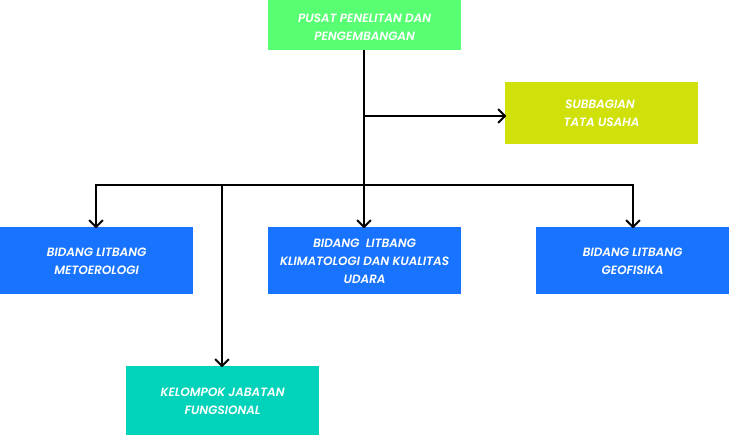 PUSAT PENELITAN DAN
PENGEMBANGAN
SUBBAGIAN
TATA USAHA
BIDANG LITBANG
METOEROLOGI
BIDANG LITBANG
KLIMATOLOGI DAN KUALITAS
UDARA
BIDANG LITBANG
GEOFISIKA
KELOMPOK JABATAN
FUNGSIONAL